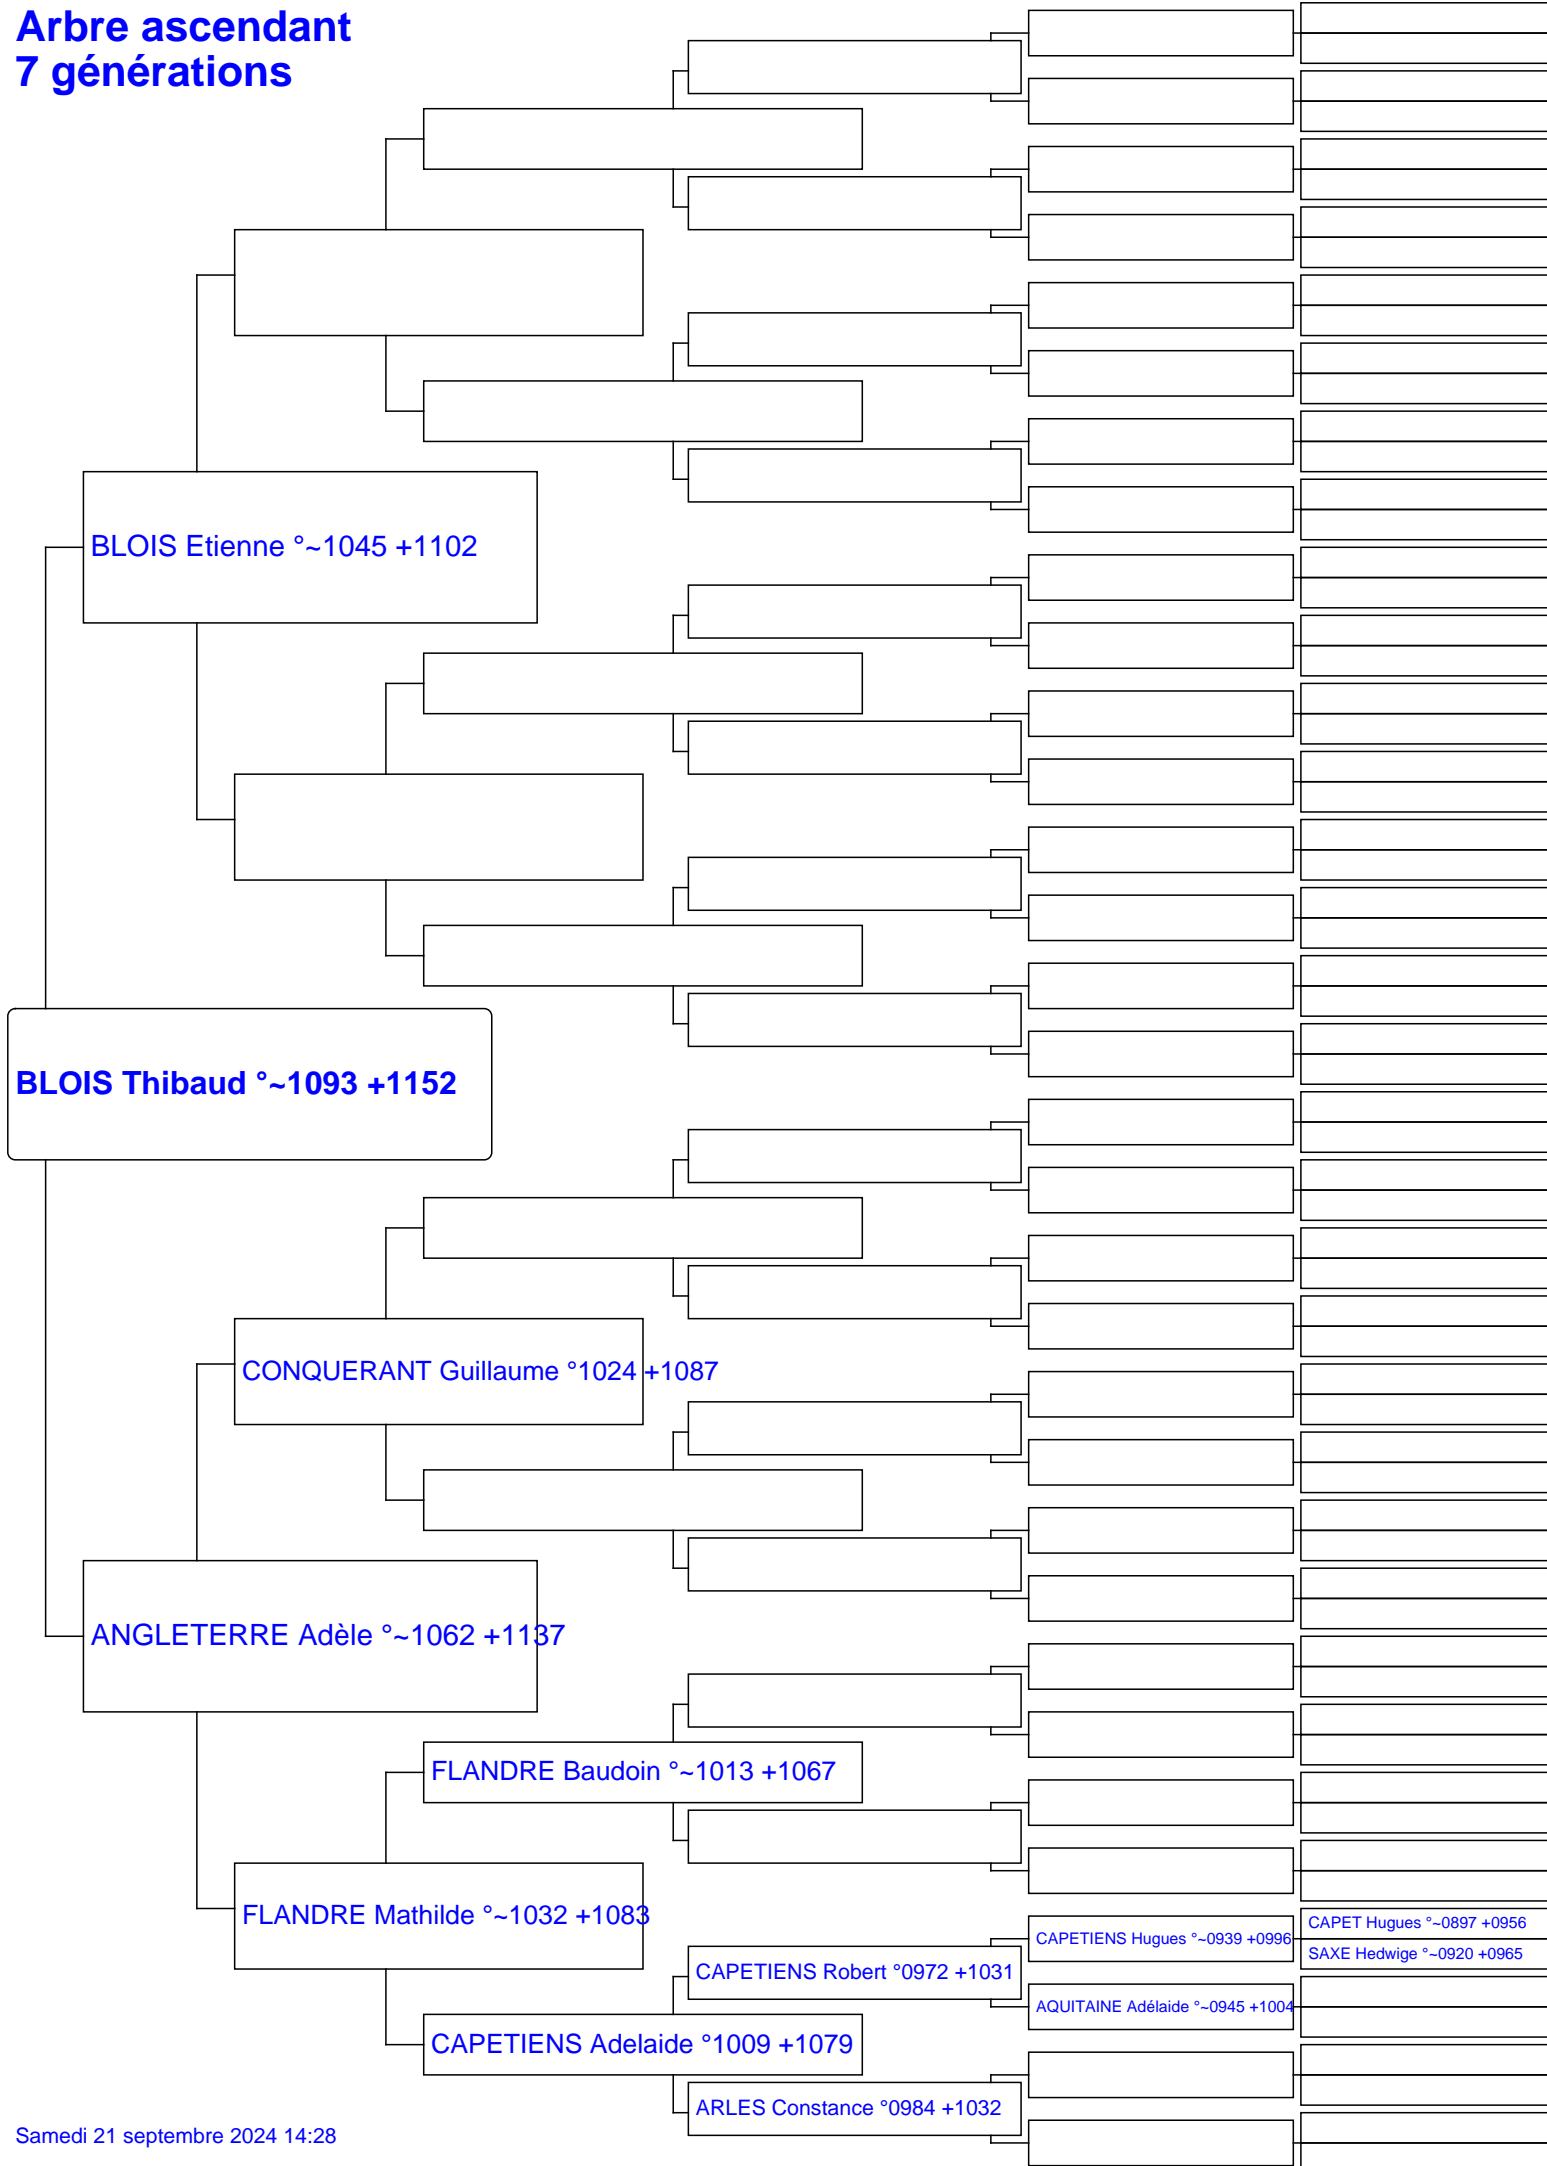 Arbre ascendant
7 générations
BLOIS Etienne °~1045 +1102
BLOIS Thibaud °~1093 +1152
CONQUERANT Guillaume °1024 +1087
ANGLETERRE Adèle °~1062 +1137
FLANDRE Baudoin °~1013 +1067
FLANDRE Mathilde °~1032 +1083
CAPET Hugues °~0897 +0956
CAPETIENS Hugues °~0939 +0996
SAXE Hedwige °~0920 +0965
CAPETIENS Robert °0972 +1031
AQUITAINE Adélaide °~0945 +1004
CAPETIENS Adelaide °1009 +1079
ARLES Constance °0984 +1032
Samedi 21 septembre 2024 14:28